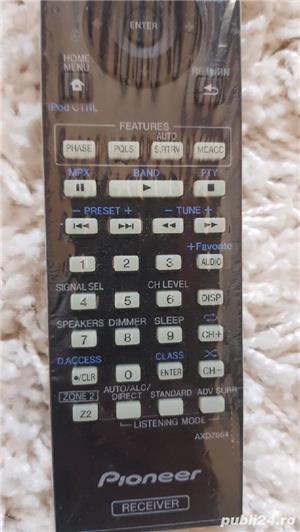 ENTER
HOME MENU
RETURN
iPod CTRL
FEATURES
AUTO
PHASE PQLS S.RTRV MCACC
MPX BAND PTY
- PRESET + - TUNE +
+Favorite
1 2 3 AUDIO
SIGNAL SEL CH LEVEL
4 5 6 DISP
SPEAKERS DIMMER SLEEP
7 8 9 CH+
D.ACCESS CLASS
•/CLR 0 ENTER CH-
ZONE 2 AUTO/ALC/DIRECT STANDARD ADV SURR
Z2
LISTENING MODE
AXD7664
Pioneer
RECEIVER
publi24.ro